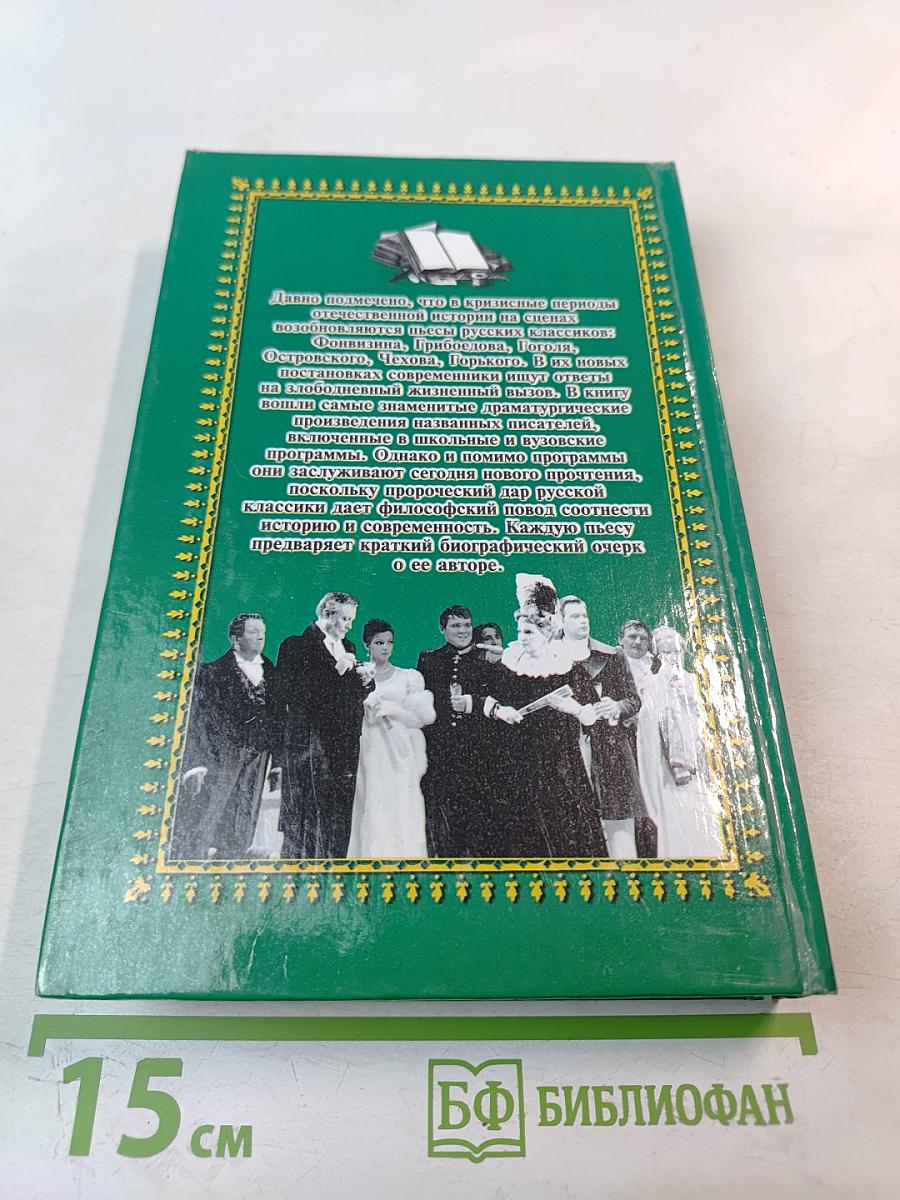 Давно подмечено, что в кризисные периоды
отечественной истории на сценах
возобновляются пьесы русских классиков:
Фонвизина, Грибоедова, Гоголя,
Островского, Чехова, Горького. В их новых
постановках современники ищут ответы
на злободневный жизненный вызов. В книгу
вошли самые знаменитые драматургические
произведения названных писателей,
включенные в школьные и вузовские
программы. Однако и помимо программы
они заслуживают сегодня нового прочтения,
поскольку пророческий дар русской
классики дает философский повод соотнести
историю и современность. Каждую пьесу
предваряет краткий биографический очерк
о ее авторе.
15 см
БФ БИБЛИОФАН